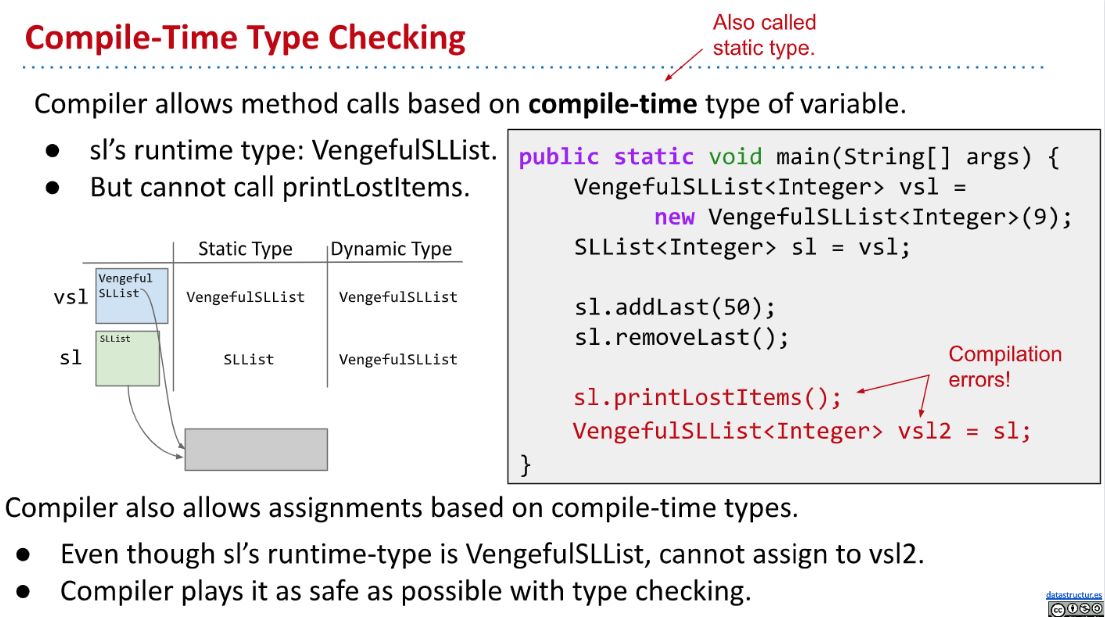 Compile-Time Type Checking
Also called
static type.
Compiler allows method calls based on compile-time type of variable.
● sl’s runtime type: VengefulSLList.
● But cannot call printLostItems.
Static Type Dynamic Type
vsl Vengeful
SLList VengefulSLList VengefulSLList
sl SLList SLList VengefulSLList
public static void main(String[] args) {
VengefulSLList<Integer> vsl =
new VengefulSLList<Integer>(9);
SLList<Integer> sl = vsl;
sl.addLast(50);
sl.removeLast();
Compilation
errors!
sl.printLostItems();
VengefulSLList<Integer> vsl2 = sl;
}
Compiler also allows assignments based on compile-time types.
● Even though sl’s runtime-type is VengefulSLList, cannot assign to vsl2.
● Compiler plays it as safe as possible with type checking.
datastructur.es
cc